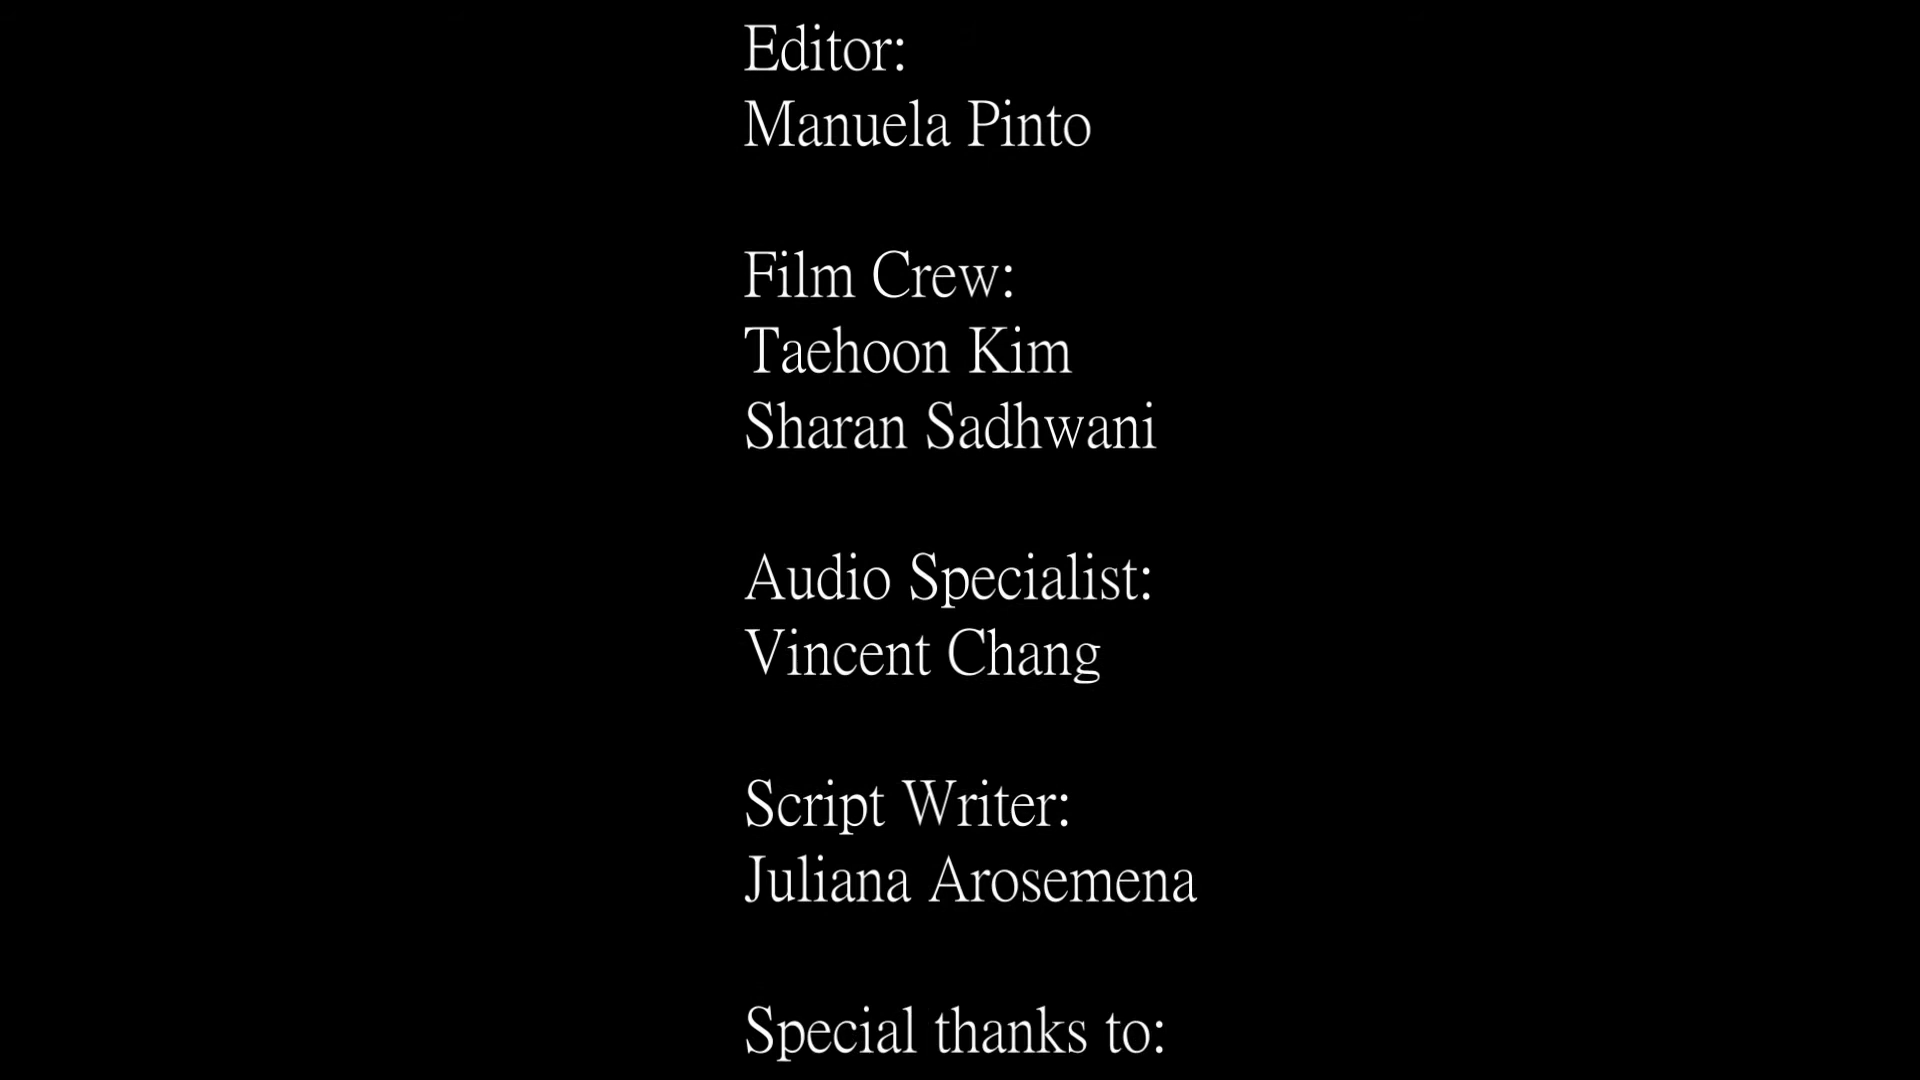 Editor:
Manuela Pinto
Film Crew:
Taehoon Kim
Sharan Sadhwani
Audio Specialist:
Vincent Chang
Script Writer:
Juliana Arosemena
Special thanks to: